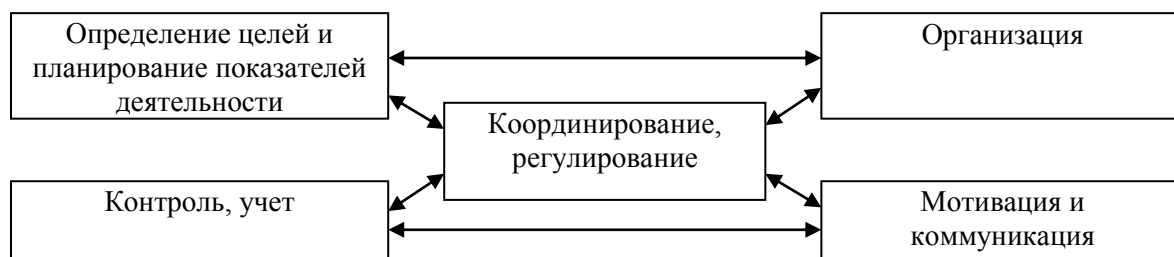 Определение целей и
планирование показателей
деятельности
Организация
Координирование,
регулирование
Контроль, учет
Мотивация и
коммуникация